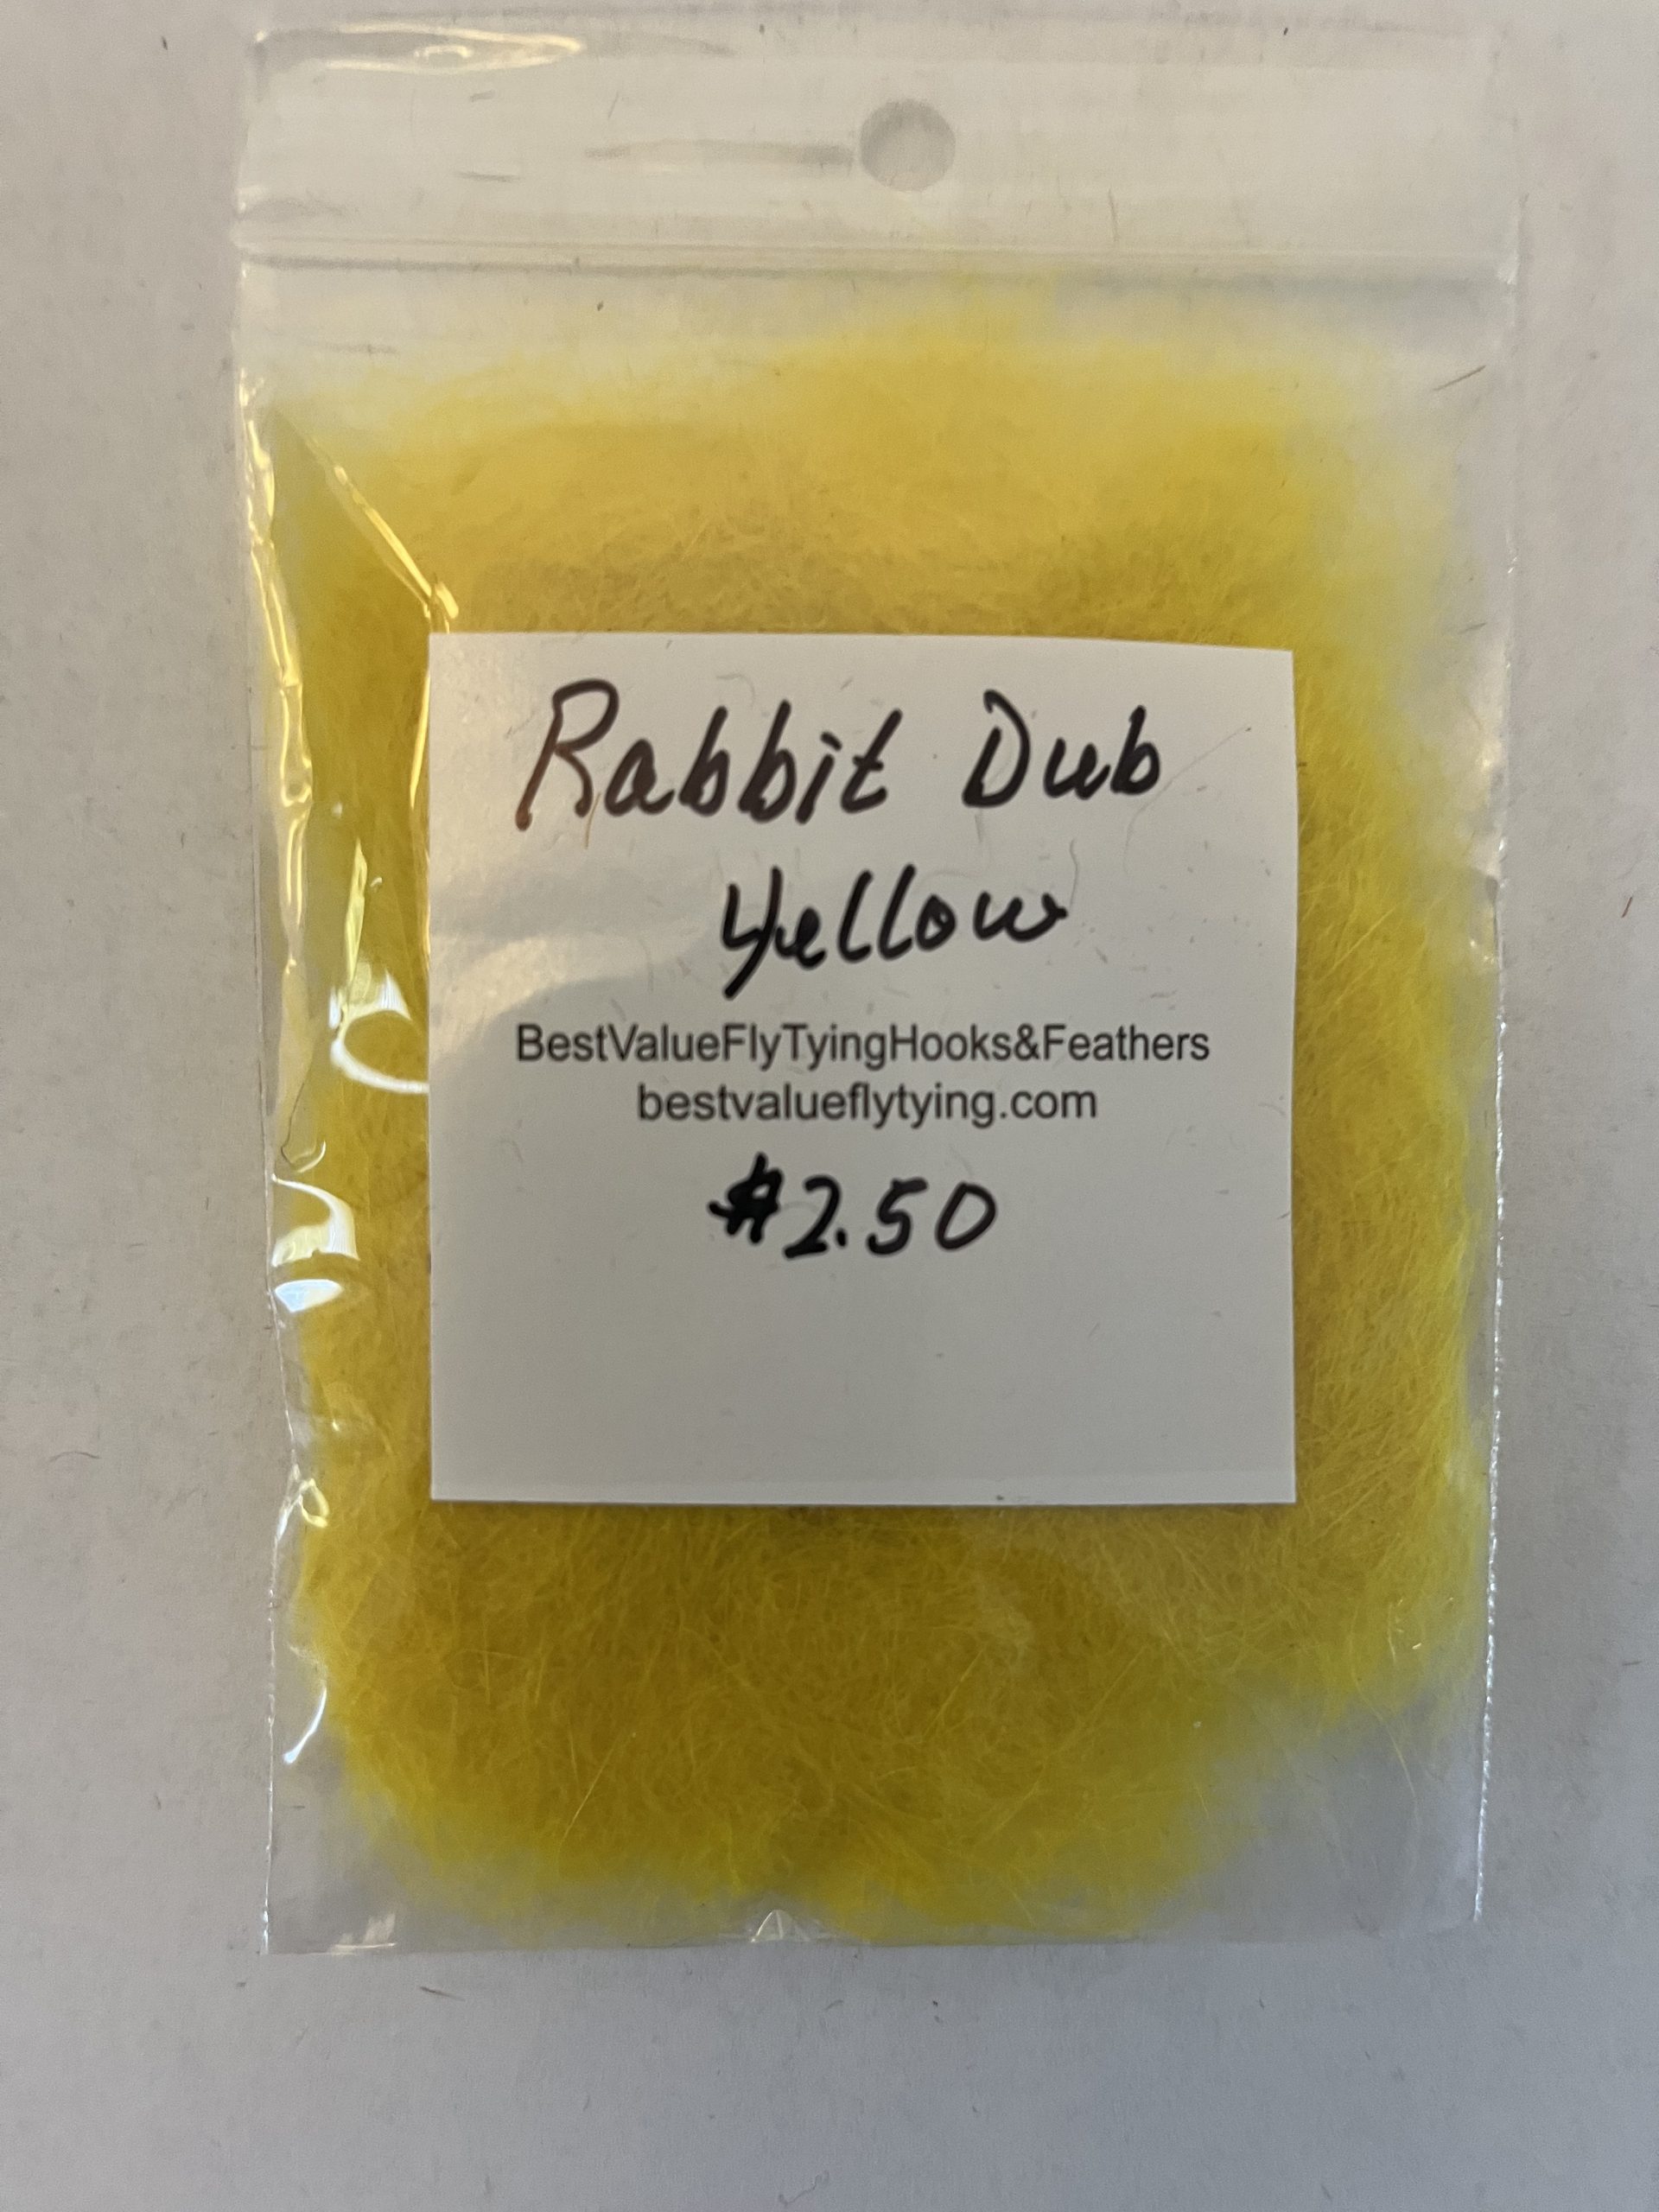 Rabbit Dub
Yellow
BestValueFlyTyingHooks&Feathers
bestvalueflytying.com
$2.50